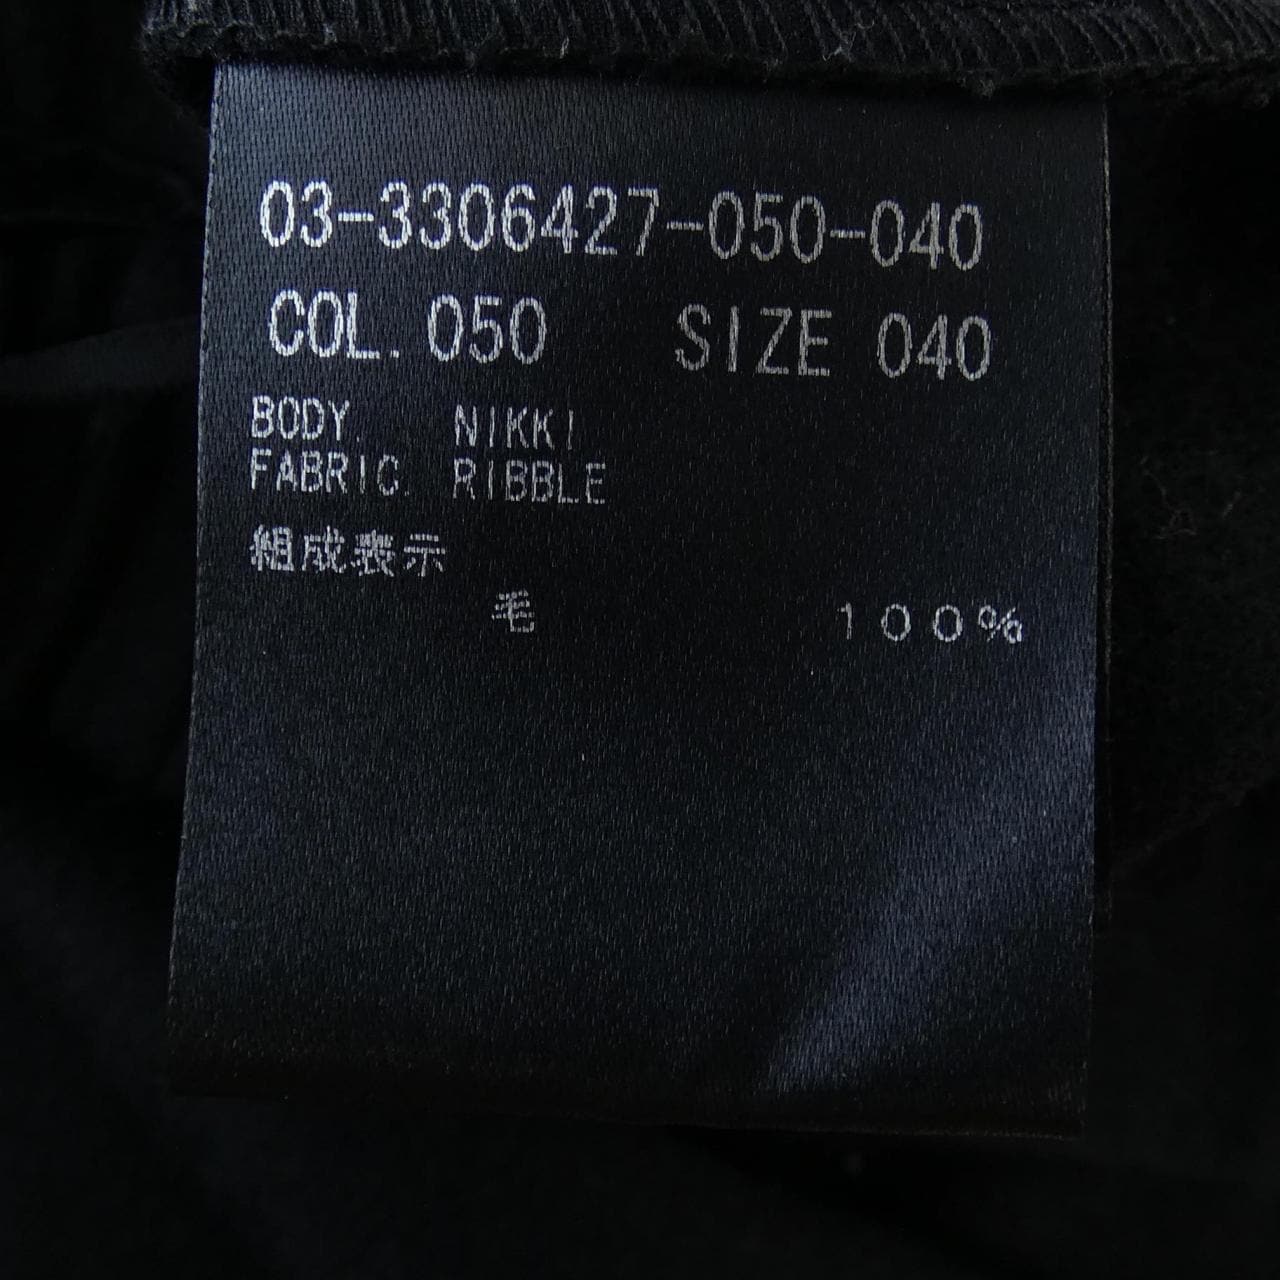 03-3306427-050-040
COL. 050 SIZE 040
BODY. NIKKI
FABRIC. RIBBLE
組成表示
毛 100%